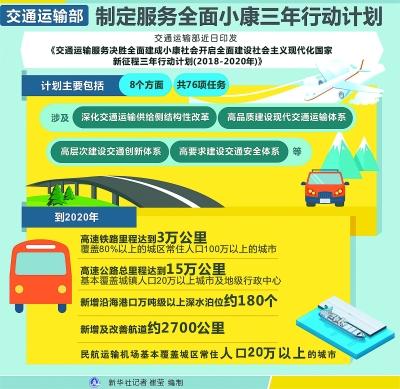 交通运输部 制定服务全面小康三年行动计划
交通运输部近日印发
《交通运输服务决胜全面建成小康社会开启全面建设社会主义现代化国家
新征程三年行动计划(2018-2020年)》
计划主要包括 8个方面 共76项任务
涉及 深化交通运输供给侧结构性改革 高品质建设现代交通运输体系
高层次建设交通创新体系 高要求建设交通安全体系 等
到2020年
高速铁路里程达到3万公里
覆盖80%以上的城区常住人口100万以上的城市
高速公路总里程达到15万公里
基本覆盖城镇人口20万以上城市及地级行政中心
新增沿海港口万吨级以上深水泊位约180个
新增及改善航道约2700公里
民航运输机场基本覆盖城区常住人口20万以上的城市
新华社记者 崔莹 编制